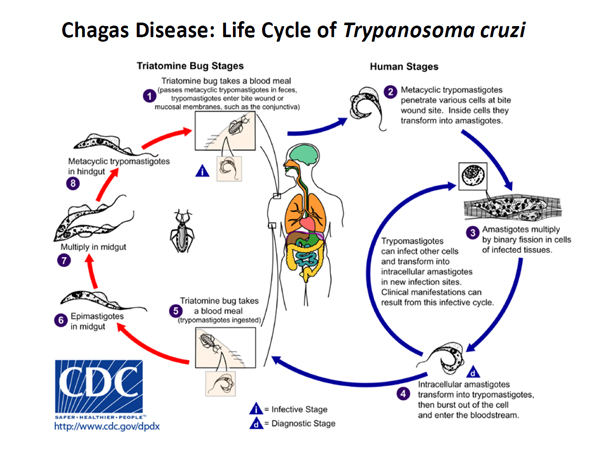 Chagas Disease: Life Cycle of Trypanosoma cruzi
Triatomine Bug Stages
Human Stages
1
Triatomine bug takes a blood meal
(passes metacyclic trypomastigotes in feces,
trypomastigotes enter bite wound or
mucosal membranes, such as the conjunctiva)
i
2
Metacyclic trypomastigotes
penetrate various cells at bite
wound site. Inside cells they
transform into amastigotes.
3
Amastigotes multiply
by binary fission in cells
of infected tissues.
Trypomastigotes
can infect other cells
and transform into
intracellular amastigotes
in new infection sites.
Clinical manifestations can
result from this infective cycle.
d
4
Intracellular amastigotes
transform into trypomastigotes,
then burst out of the cell
and enter the bloodstream.
5
Triatomine bug takes
a blood meal
(trypomastigotes ingested)
6
Epimastigotes
in midgut
7
Multiply in midgut
8
Metacyclic trypomastigotes
in hindgut
i = Infective Stage
d = Diagnostic Stage
CDC
SAFER•HEALTHIER•PEOPLE™
http://www.cdc.gov/dpdx